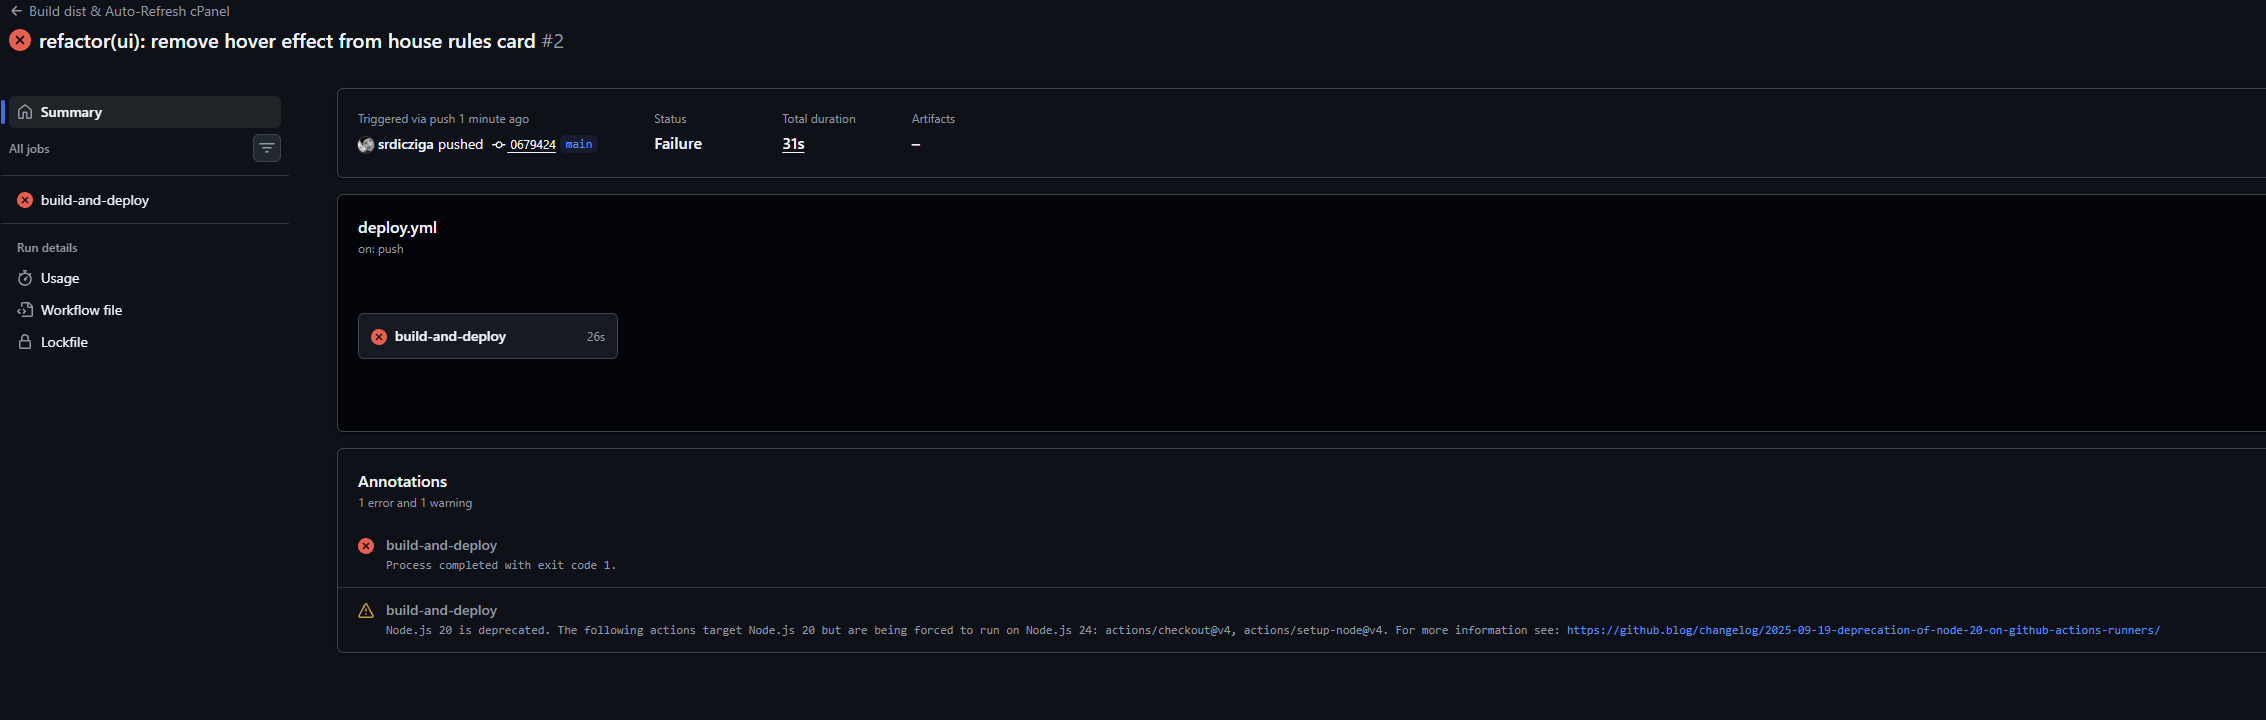 Build dist & Auto-Refresh cPanel
refactor(ui): remove hover effect from house rules card #2
Summary
All jobs
build-and-deploy
Run details
Usage
Workflow file
Lockfile
Triggered via push 1 minute ago
srdicziga pushed 0679424 main
Status
Failure
Total duration
31s
Artifacts
–
deploy.yml
on: push
build-and-deploy 26s
Annotations
1 error and 1 warning
build-and-deploy
Process completed with exit code 1.
build-and-deploy
Node.js 20 is deprecated. The following actions target Node.js 20 but are being forced to run on Node.js 24: actions/checkout@v4, actions/setup-node@v4. For more information see: https://github.blog/changelog/2025-09-19-deprecation-of-node-20-on-github-actions-runners/